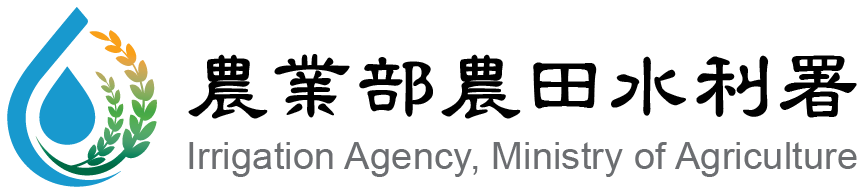 農業部農田水利署
Irrigation Agency, Ministry of Agriculture